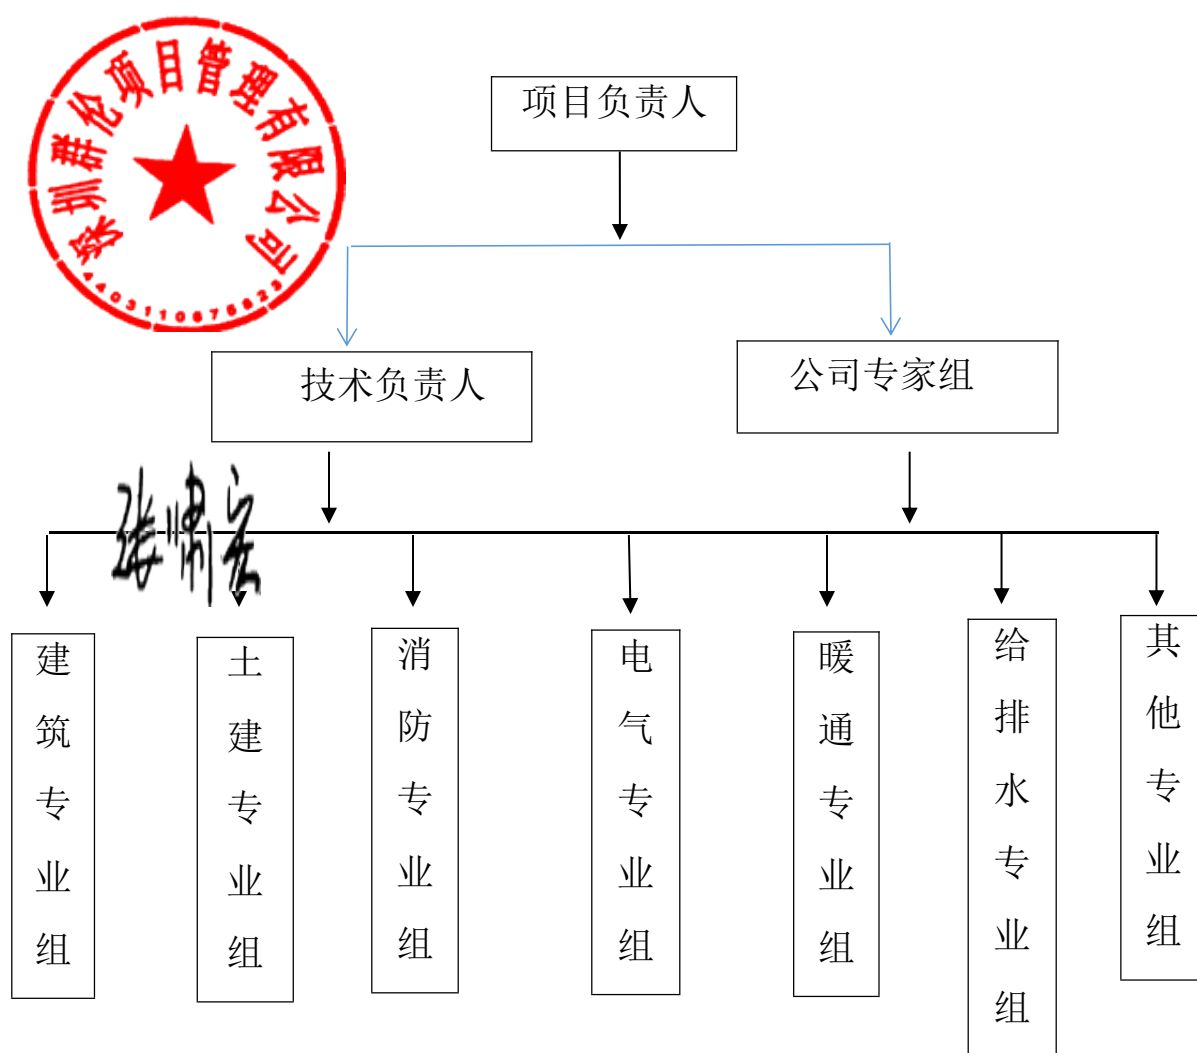 深圳群伦项目管理有限公司
项目负责人
技术负责人
公司专家组
张啸宏
建筑专业组
土建专业组
消防专业组
电气专业组
暖通专业组
给排水专业组
其他专业组